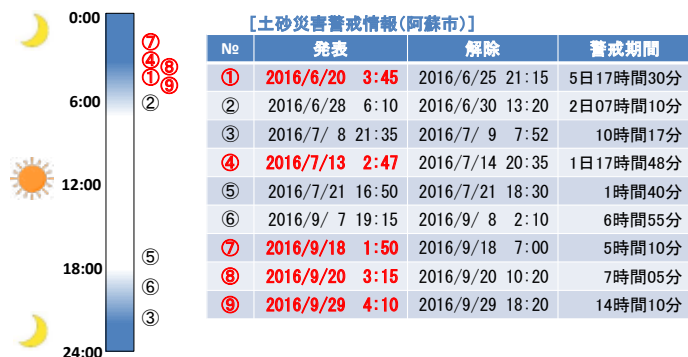 [土砂災害警戒情報(阿蘇市)]
0:00
⑦
④ ⑧
① ⑨
6:00 ②
12:00
⑤
18:00
⑥
③
24:00
№ 発表 解除 警戒期間
① 2016/6/20 3:45 2016/6/25 21:15 5日17時間30分
② 2016/6/28 6:10 2016/6/30 13:20 2日07時間10分
③ 2016/7/ 8 21:35 2016/7/ 9 7:52 10時間17分
④ 2016/7/13 2:47 2016/7/14 20:35 1日17時間48分
⑤ 2016/7/21 16:50 2016/7/21 18:30 1時間40分
⑥ 2016/9/ 7 19:15 2016/9/ 8 2:10 6時間55分
⑦ 2016/9/18 1:50 2016/9/18 7:00 5時間10分
⑧ 2016/9/20 3:15 2016/9/20 10:20 7時間05分
⑨ 2016/9/29 4:10 2016/9/29 18:20 14時間10分